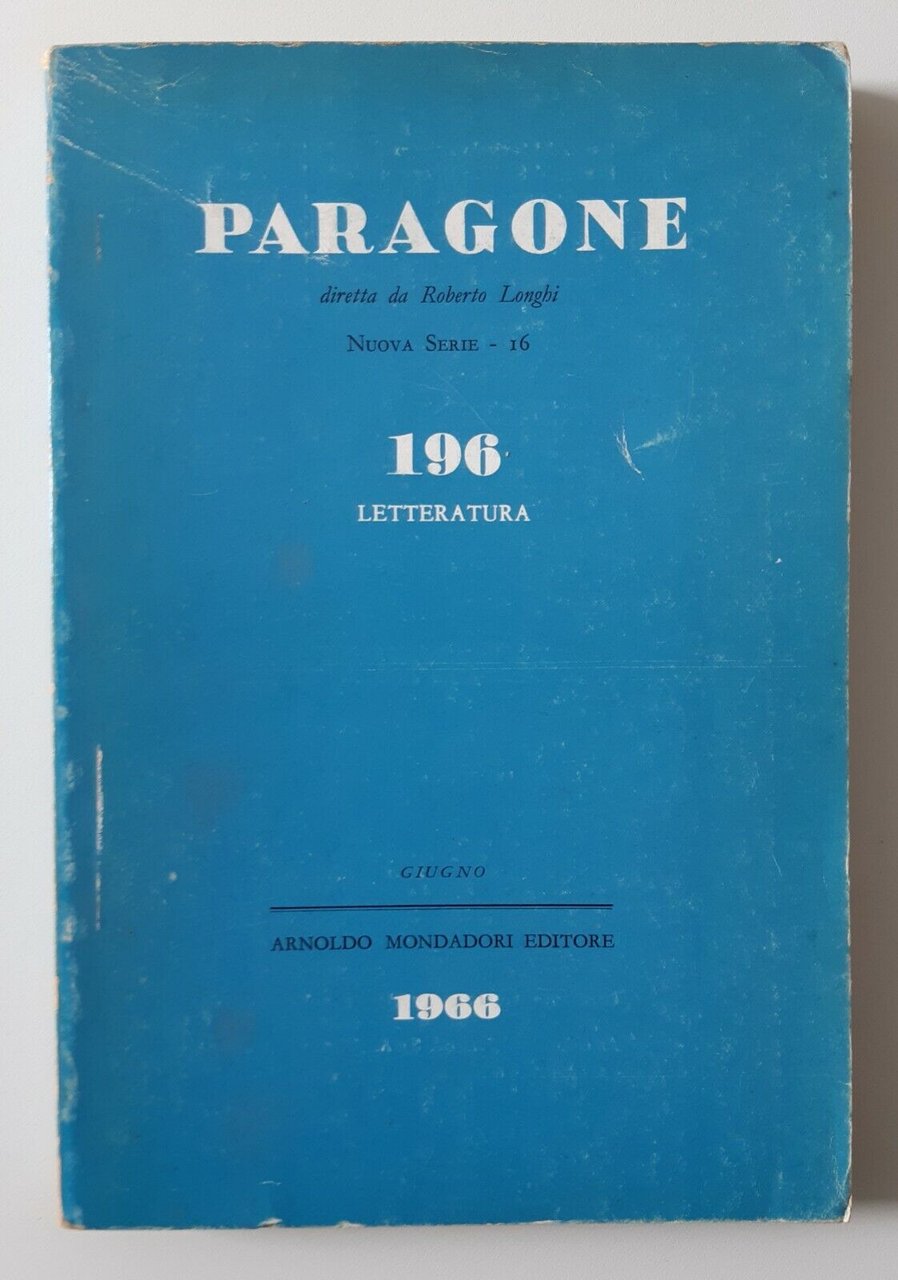 PARAGONE
diretta da Roberto Longhi
NUOVA SERIE - 16
196
LETTERATURA
GIUGNO
ARNOLDO MONDADORI EDITORE
1966